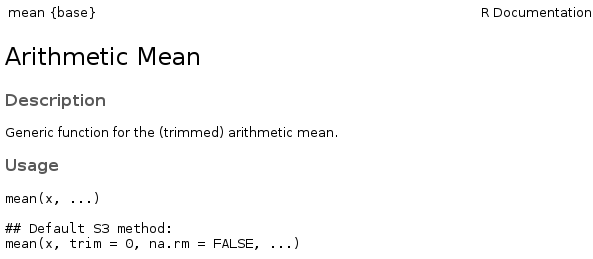 mean {base}
R Documentation
Arithmetic Mean
Description
Generic function for the (trimmed) arithmetic mean.
Usage
mean(x, ...)
## Default S3 method:
mean(x, trim = 0, na.rm = FALSE, ...)